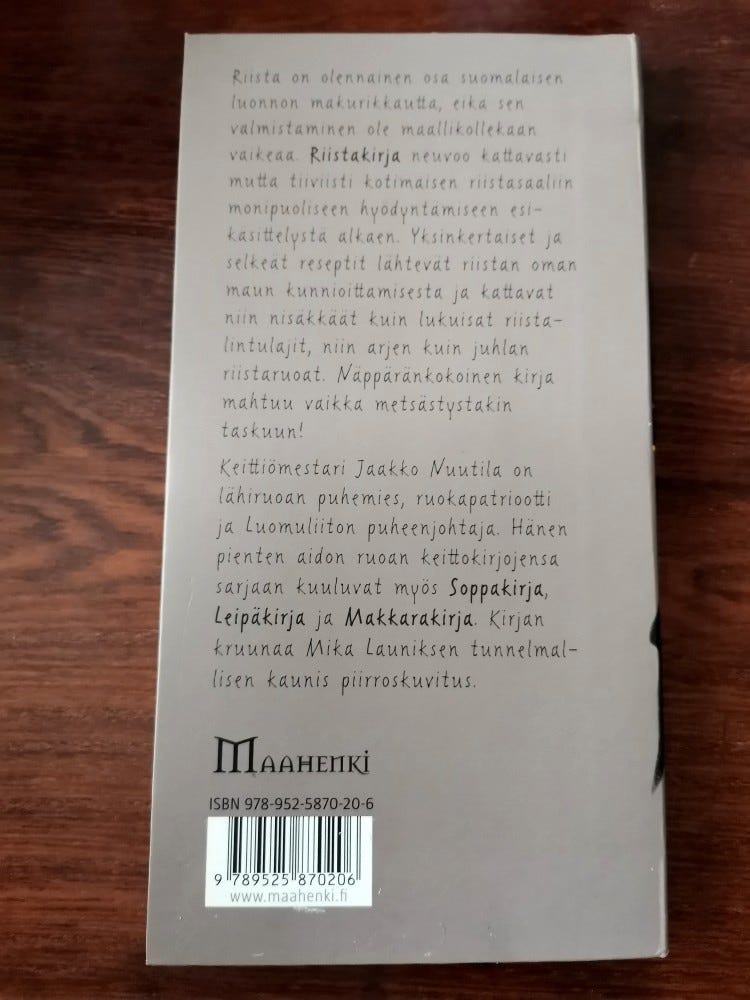 Riista on olennainen osa suomalaisen
luonnon makurikkautta, eikä sen
valmistaminen ole maallikollekaan
vaikeaa. Riistakirja neuvoo kattavasti
mutta tiiviisti kotimaisen riistasaaliin
monipuoliseen hyödyntämiseen esi-
käsittelystä alkaen. Yksinkertaiset ja
selkeät reseptit lähtevät riistan oman
maun kunnioittamisesta ja kattavat
niin nisäkkäät kuin lukuisat riista-
lintulajit, niin arjen kuin juhlan
riistaruoat. Näppäränkokoinen kirja
mahtuu vaikka metsästystakin
taskuun!
Keittiömestari Jaakko Nuutila on
lähiruoan puhemies, ruokapatriootti
ja Luomuliiton puheenjohtaja. Hänen
pienten aidon ruoan keittokirjojensa
sarjaan kuuluvat myös Soppakirja,
Leipäkirja ja Makkarakirja. Kirjan
kruunaa Mika Launiksen tunnelmal-
lisen kaunis piirroskuvitus.
MAAHENKI
ISBN 978-952-5870-20-6
9 789525 870206
www.maahenki.fi